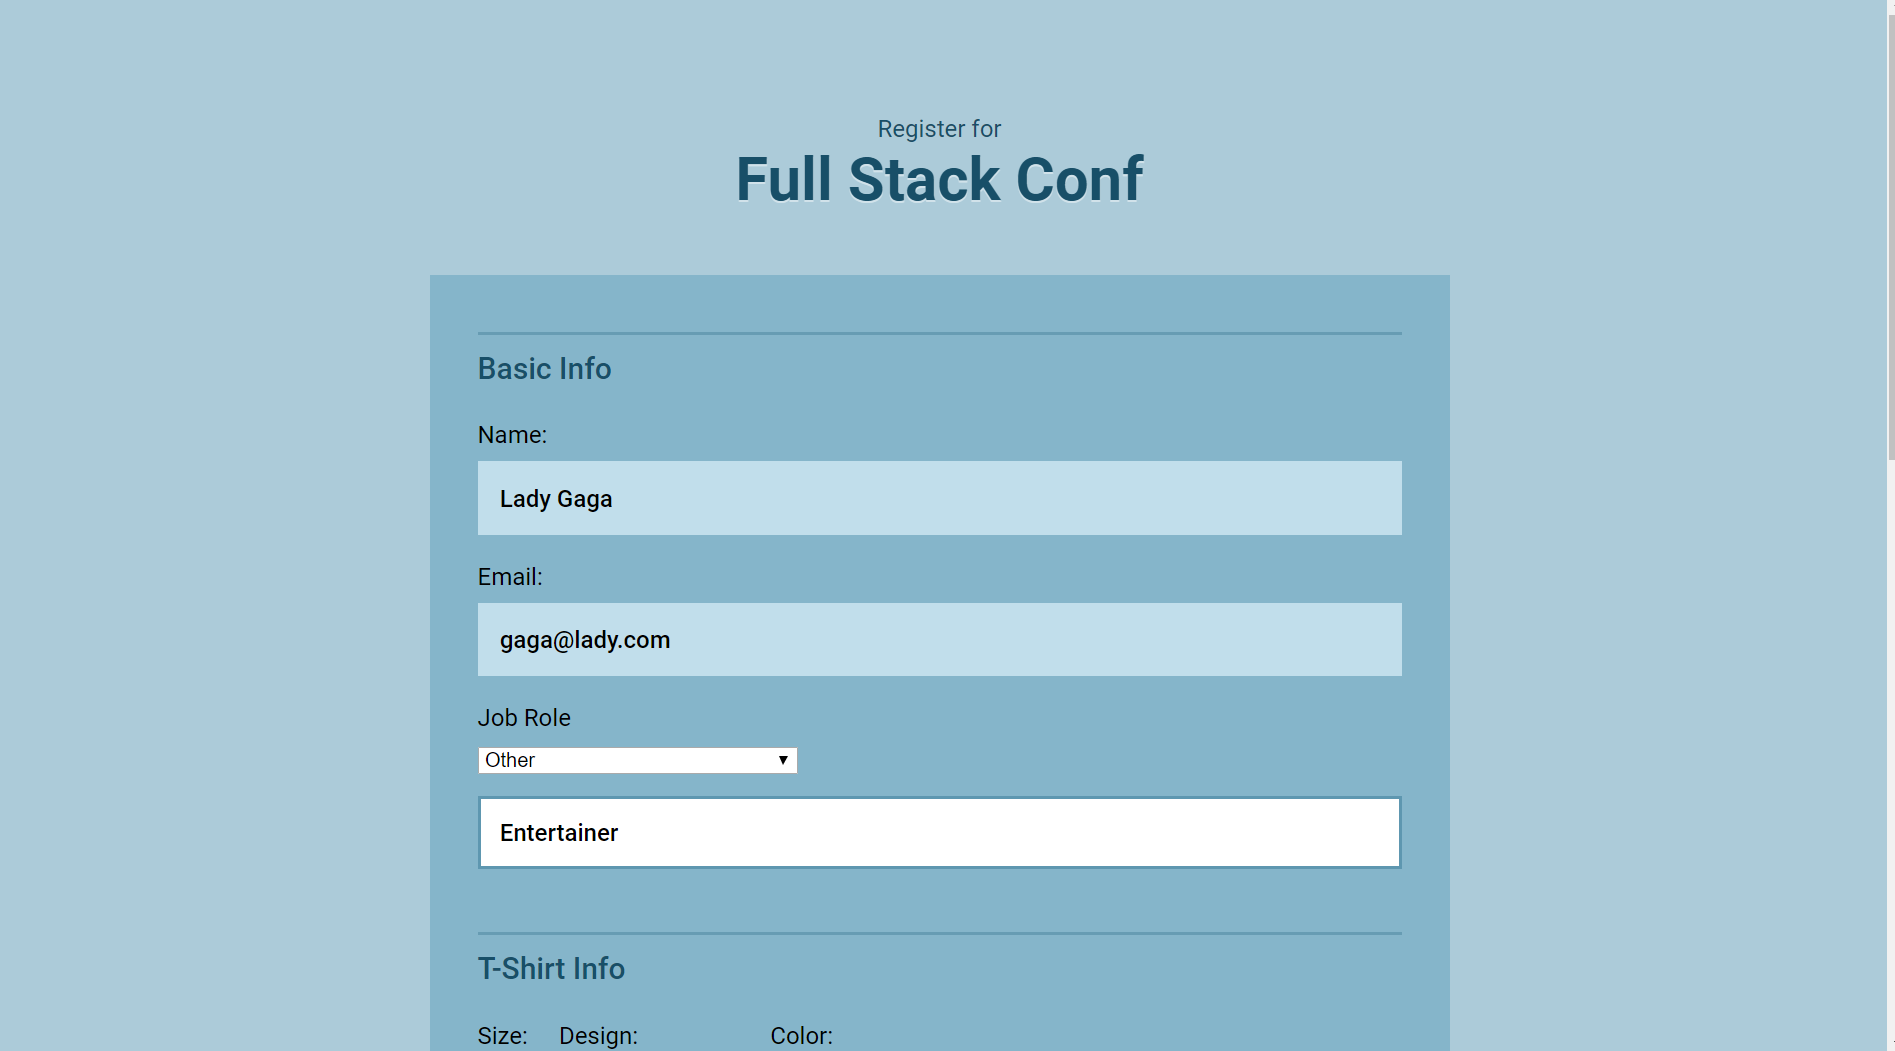 Register for
Full Stack Conf
Basic Info
Name:
Lady Gaga
Email:
gaga@lady.com
Job Role
Other
Entertainer
T-Shirt Info
Size: Design: Color: